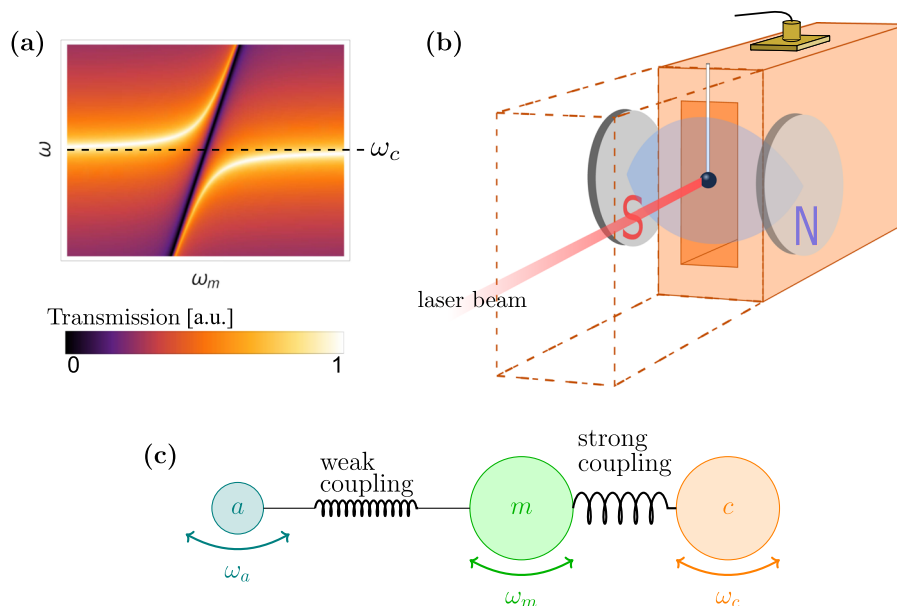 (a)
ω
ω_c
ω_m
Transmission [a.u.]
0 1
(b)
S
N
laser beam
(c)
weak
coupling
strong
coupling
a
m
c
ω_a
ω_m
ω_c